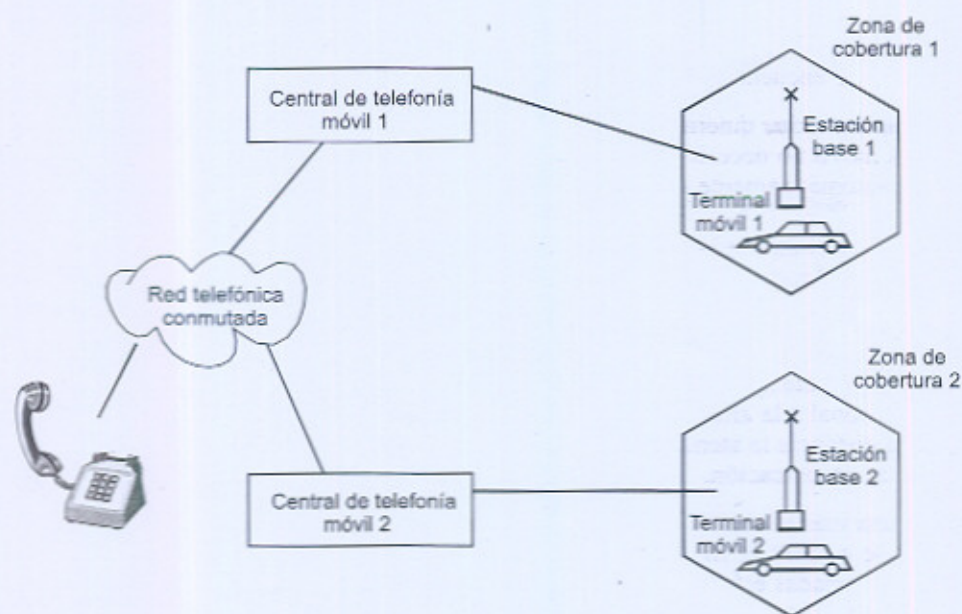 Zona de
cobertura 1
Central de telefonía
móvil 1
Estación
base 1
Terminal
móvil 1
Red telefónica
conmutada
Zona de
cobertura 2
Estación
base 2
Central de telefonía
móvil 2
Terminal
móvil 2